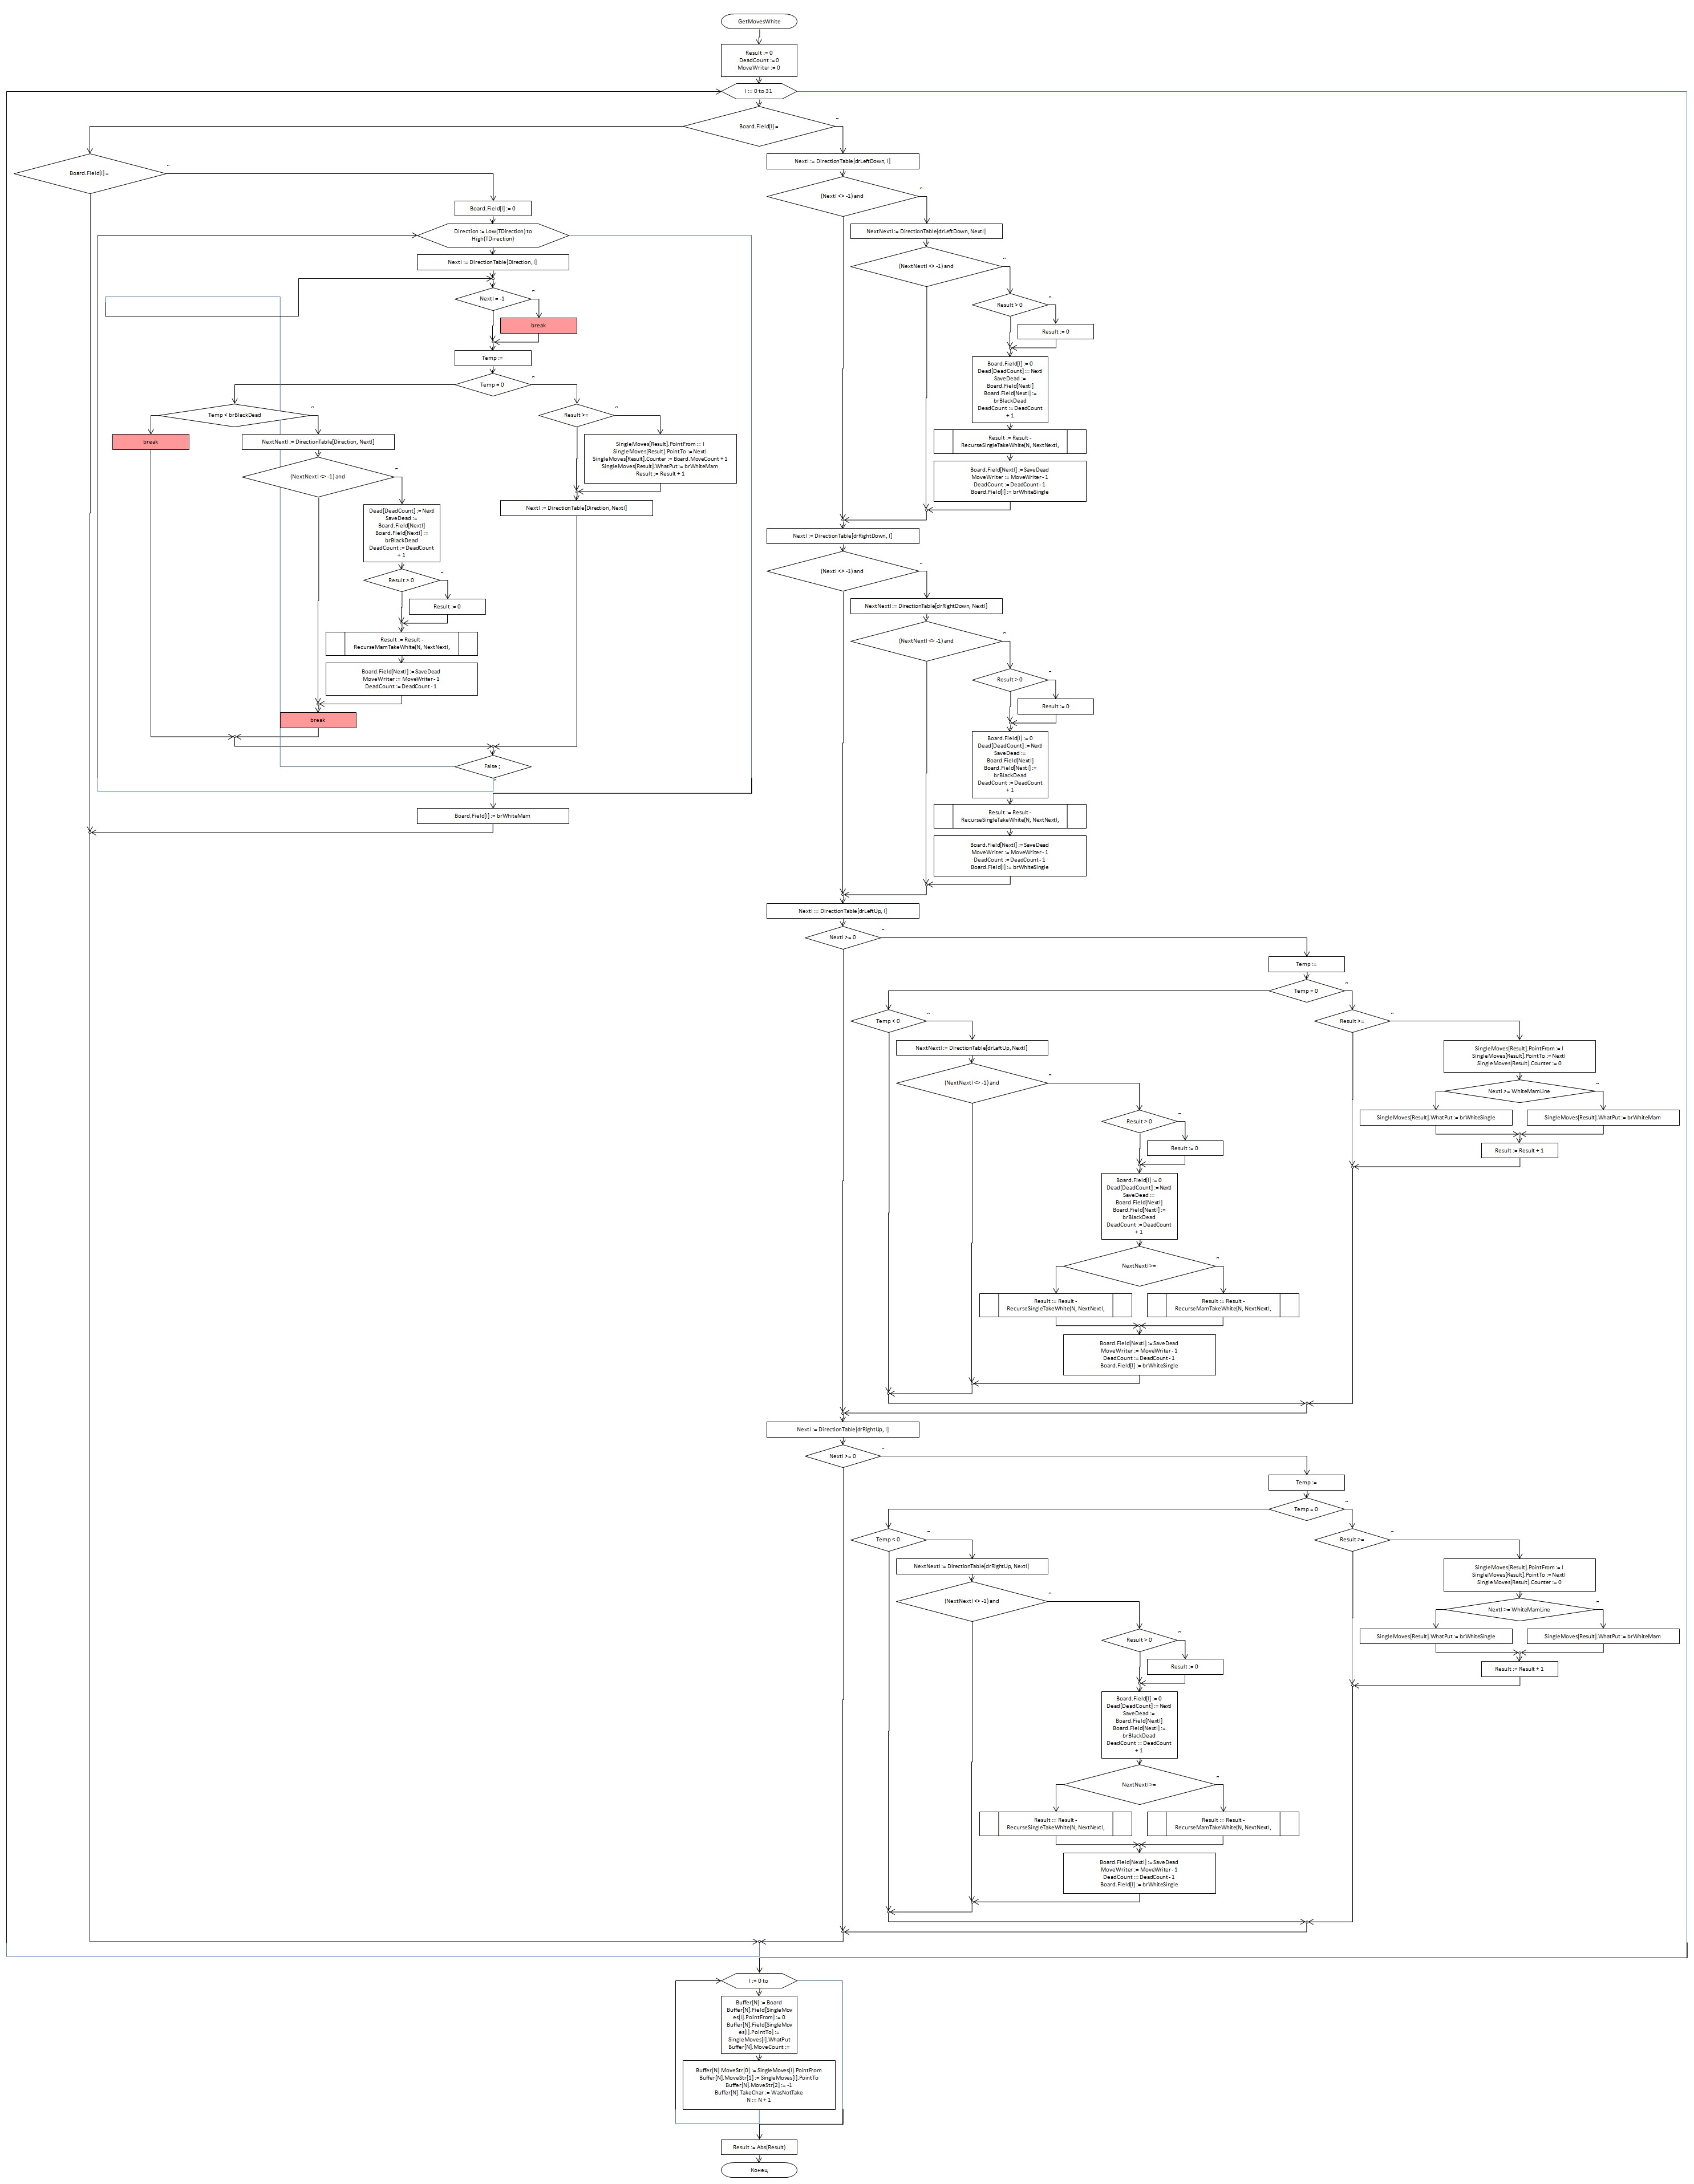 GetMovesWhite
Result := 0
DeadCount := 0
MoveWriter := 0
I := 0 to 31
Board.Field[I] =
Board.Field[I] =
Board.Field[I] := 0
Direction := Low(TDirection) to
High(TDirection)
NextI := DirectionTable[Direction, I]
NextI = -1
break
Temp :=
Temp = 0
Temp < brBlackDead
break
NextNextI := DirectionTable[Direction, NextI]
(NextNextI <> -1) and
Dead[DeadCount] := NextI
SaveDead :=
Board.Field[NextI]
Board.Field[NextI] :=
brBlackDead
DeadCount := DeadCount
+ 1
Result > 0
Result := 0
Result := Result -
RecurseMamTakeWhite(N, NextNextI,
Board.Field[NextI] := SaveDead
MoveWriter := MoveWriter - 1
DeadCount := DeadCount - 1
break
Result >=
SingleMoves[Result].PointFrom := I
SingleMoves[Result].PointTo := NextI
SingleMoves[Result].Counter := Board.MoveCount + 1
SingleMoves[Result].WhatPut := brWhiteMam
Result := Result + 1
NextI := DirectionTable[Direction, NextI]
False ;
Board.Field[I] := brWhiteMam
NextI := DirectionTable[drLeftDown, I]
(NextI <> -1) and
NextNextI := DirectionTable[drLeftDown, NextI]
(NextNextI <> -1) and
Result > 0
Result := 0
Board.Field[I] := 0
Dead[DeadCount] := NextI
SaveDead :=
Board.Field[NextI]
Board.Field[NextI] :=
brBlackDead
DeadCount := DeadCount
+ 1
Result := Result -
RecurseSingleTakeWhite(N, NextNextI,
Board.Field[NextI] := SaveDead
MoveWriter := MoveWriter - 1
DeadCount := DeadCount - 1
Board.Field[I] := brWhiteSingle
NextI := DirectionTable[drRightDown, I]
(NextI <> -1) and
NextNextI := DirectionTable[drRightDown, NextI]
(NextNextI <> -1) and
Result > 0
Result := 0
Board.Field[I] := 0
Dead[DeadCount] := NextI
SaveDead :=
Board.Field[NextI]
Board.Field[NextI] :=
brBlackDead
DeadCount := DeadCount
+ 1
Result := Result -
RecurseSingleTakeWhite(N, NextNextI,
Board.Field[NextI] := SaveDead
MoveWriter := MoveWriter - 1
DeadCount := DeadCount - 1
Board.Field[I] := brWhiteSingle
NextI := DirectionTable[drLeftUp, I]
NextI >= 0
Temp :=
Temp = 0
Temp < 0
NextNextI := DirectionTable[drLeftUp, NextI]
(NextNextI <> -1) and
Result > 0
Result := 0
Board.Field[I] := 0
Dead[DeadCount] := NextI
SaveDead :=
Board.Field[NextI]
Board.Field[NextI] :=
brBlackDead
DeadCount := DeadCount
+ 1
NextNextI >=
Result := Result -
RecurseSingleTakeWhite(N, NextNextI,
Result := Result -
RecurseMamTakeWhite(N, NextNextI,
Board.Field[NextI] := SaveDead
MoveWriter := MoveWriter - 1
DeadCount := DeadCount - 1
Board.Field[I] := brWhiteSingle
Result >=
SingleMoves[Result].PointFrom := I
SingleMoves[Result].PointTo := NextI
SingleMoves[Result].Counter := 0
NextI >= WhiteMamLine
SingleMoves[Result].WhatPut := brWhiteSingle
SingleMoves[Result].WhatPut := brWhiteMam
Result := Result + 1
NextI := DirectionTable[drRightUp, I]
NextI >= 0
Temp :=
Temp = 0
Temp < 0
NextNextI := DirectionTable[drRightUp, NextI]
(NextNextI <> -1) and
Result > 0
Result := 0
Board.Field[I] := 0
Dead[DeadCount] := NextI
SaveDead :=
Board.Field[NextI]
Board.Field[NextI] :=
brBlackDead
DeadCount := DeadCount
+ 1
NextNextI >=
Result := Result -
RecurseSingleTakeWhite(N, NextNextI,
Result := Result -
RecurseMamTakeWhite(N, NextNextI,
Board.Field[NextI] := SaveDead
MoveWriter := MoveWriter - 1
DeadCount := DeadCount - 1
Board.Field[I] := brWhiteSingle
Result >=
SingleMoves[Result].PointFrom := I
SingleMoves[Result].PointTo := NextI
SingleMoves[Result].Counter := 0
NextI >= WhiteMamLine
SingleMoves[Result].WhatPut := brWhiteSingle
SingleMoves[Result].WhatPut := brWhiteMam
Result := Result + 1
I := 0 to
Buffer[N] := Board
Buffer[N].Field[SingleMov
es[I].PointFrom] := 0
Buffer[N].Field[SingleMov
es[I].PointTo] :=
SingleMoves[I].WhatPut
Buffer[N].MoveCount :=
Buffer[N].MoveStr[0] := SingleMoves[I].PointFrom
Buffer[N].MoveStr[1] := SingleMoves[I].PointTo
Buffer[N].MoveStr[2] := -1
Buffer[N].TakeChar := WasNotTake
N := N + 1
Result := Abs(Result)
Конец